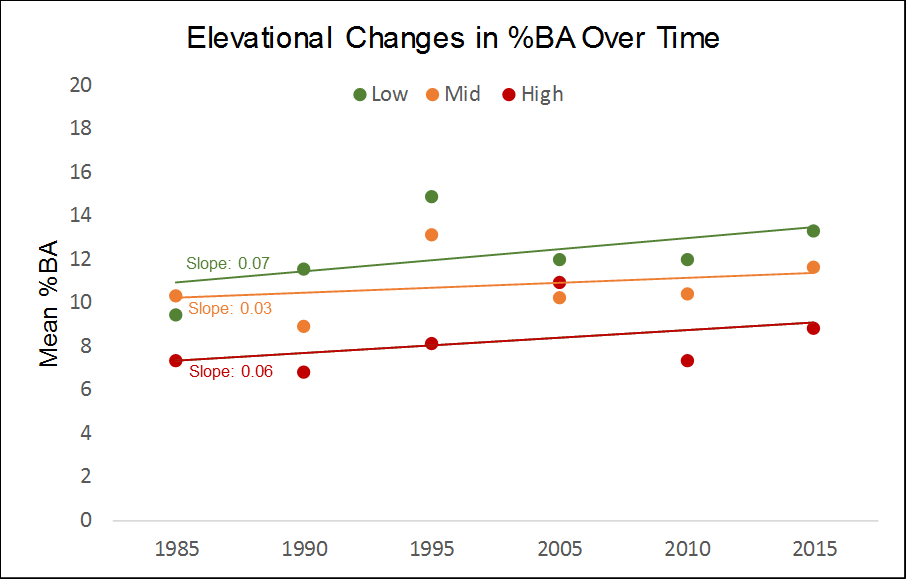 Elevational Changes in %BA Over Time
Low Mid High
Mean %BA
20
18
16
14
12
10
8
6
4
2
0
Slope: 0.07
Slope: 0.03
Slope: 0.06
1985 1990 1995 2005 2010 2015